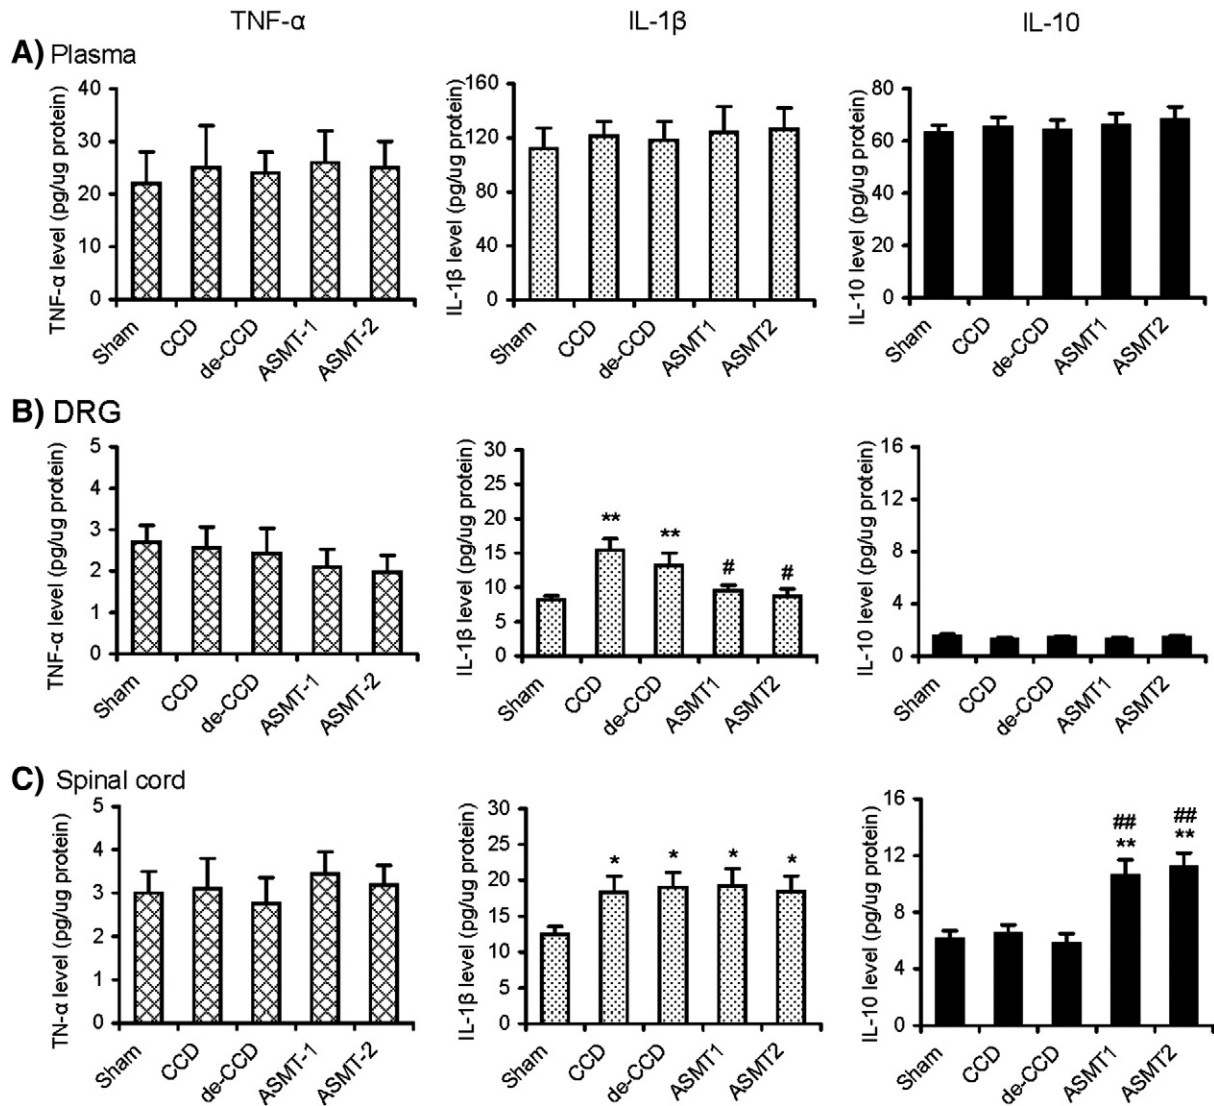 TNF-α IL-1β IL-10
A) Plasma
TNF-α level (pg/ug protein)
40
30
20
10
0
Sham CCD de-CCD ASMT-1 ASMT-2
IL-1β level (pg/ug protein)
160
120
80
40
0
Sham CCD de-CCD ASMT1 ASMT2
IL-10 level (pg/ug protein)
80
60
40
20
0
Sham CCD de-CCD ASMT1 ASMT2
B) DRG
TNF-α level (pg/ug protein)
5
4
3
2
1
0
Sham CCD de-CCD ASMT-1 ASMT-2
IL-1β level (pg/ug protein)
30
25
20
15
10
5
0
** ** # #
Sham CCD de-CCD ASMT1 ASMT2
IL-10 level (pg/ug protein)
16
12
8
4
0
Sham CCD de-CCD ASMT1 ASMT2
C) Spinal cord
TN-α level (pg/ug protein)
5
4
3
2
1
0
Sham CCD de-CCD ASMT-1 ASMT-2
IL-1β level (pg/ug protein)
30
25
20
15
10
5
0
* * * *
Sham CCD de-CCD ASMT1 ASMT2
IL-10 level (pg/ug protein)
16
12
8
4
0
## ##
** **
Sham CCD de-CCD ASMT1 ASMT2